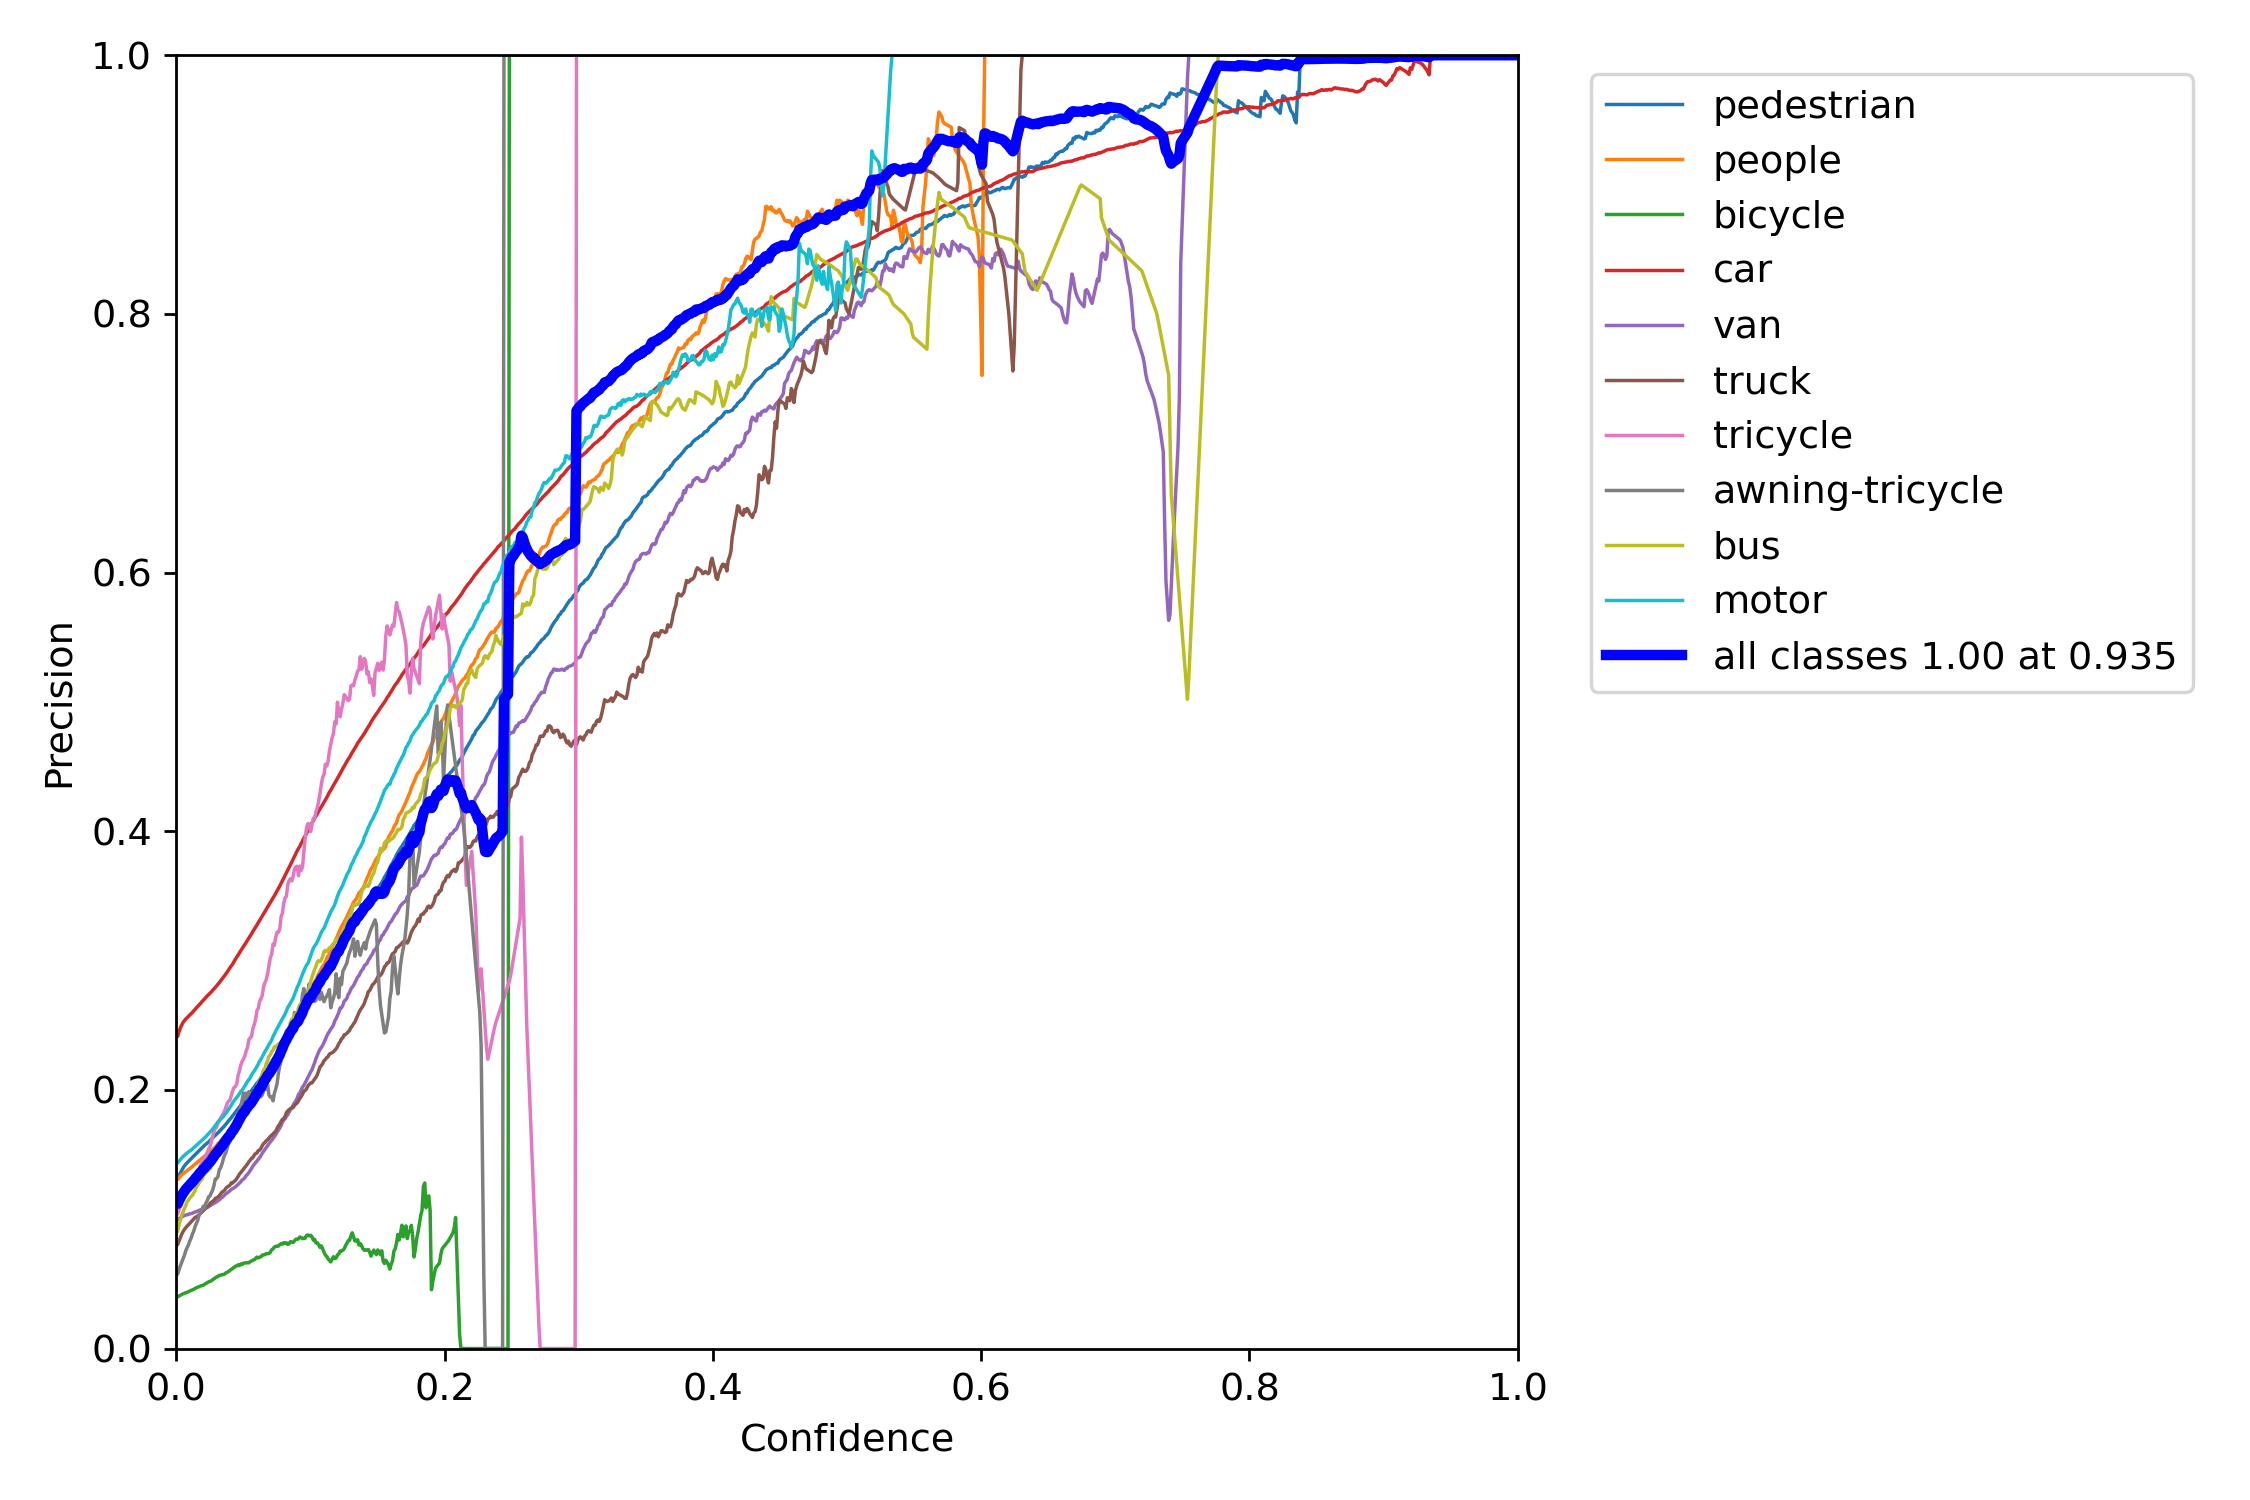 1.0
0.8
0.6
0.4
0.2
0.0
Precision
0.0 0.2 0.4 0.6 0.8 1.0
Confidence
pedestrian
people
bicycle
car
van
truck
tricycle
awning-tricycle
bus
motor
all classes 1.00 at 0.935